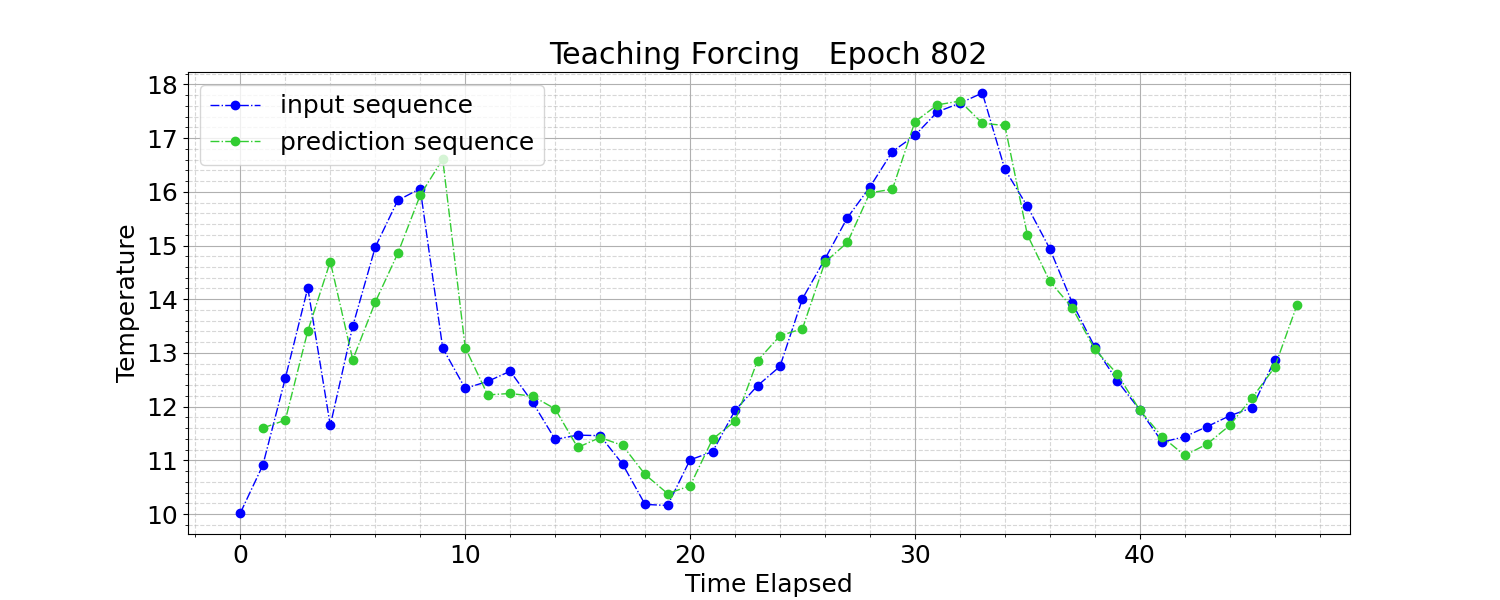 Teaching Forcing   Epoch 802
input sequence
prediction sequence
Temperature
18
17
16
15
14
13
12
11
10
0 10 20 30 40
Time Elapsed